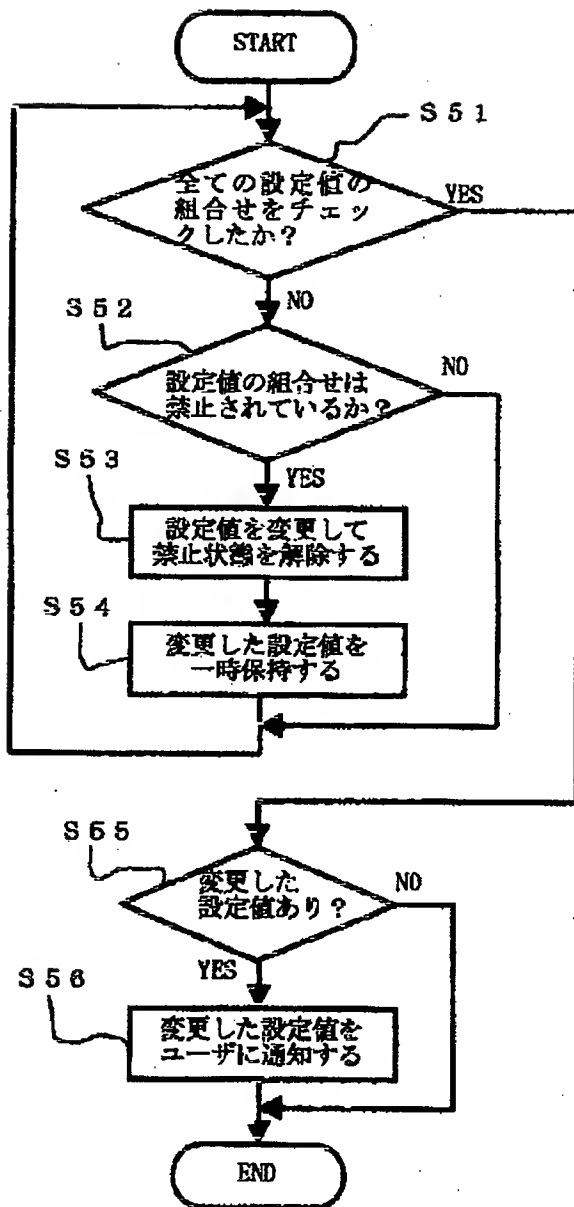 START
S51
全ての設定値の
組合せをチェッ
クしたか？
YES
NO
S52
設定値の組合せは
禁止されているか？
NO
YES
S53
設定値を変更して
禁止状態を解除する
S54
変更した設定値を
一時保持する
S55
変更した
設定値あり？
NO
YES
S56
変更した設定値を
ユーザに通知する
END